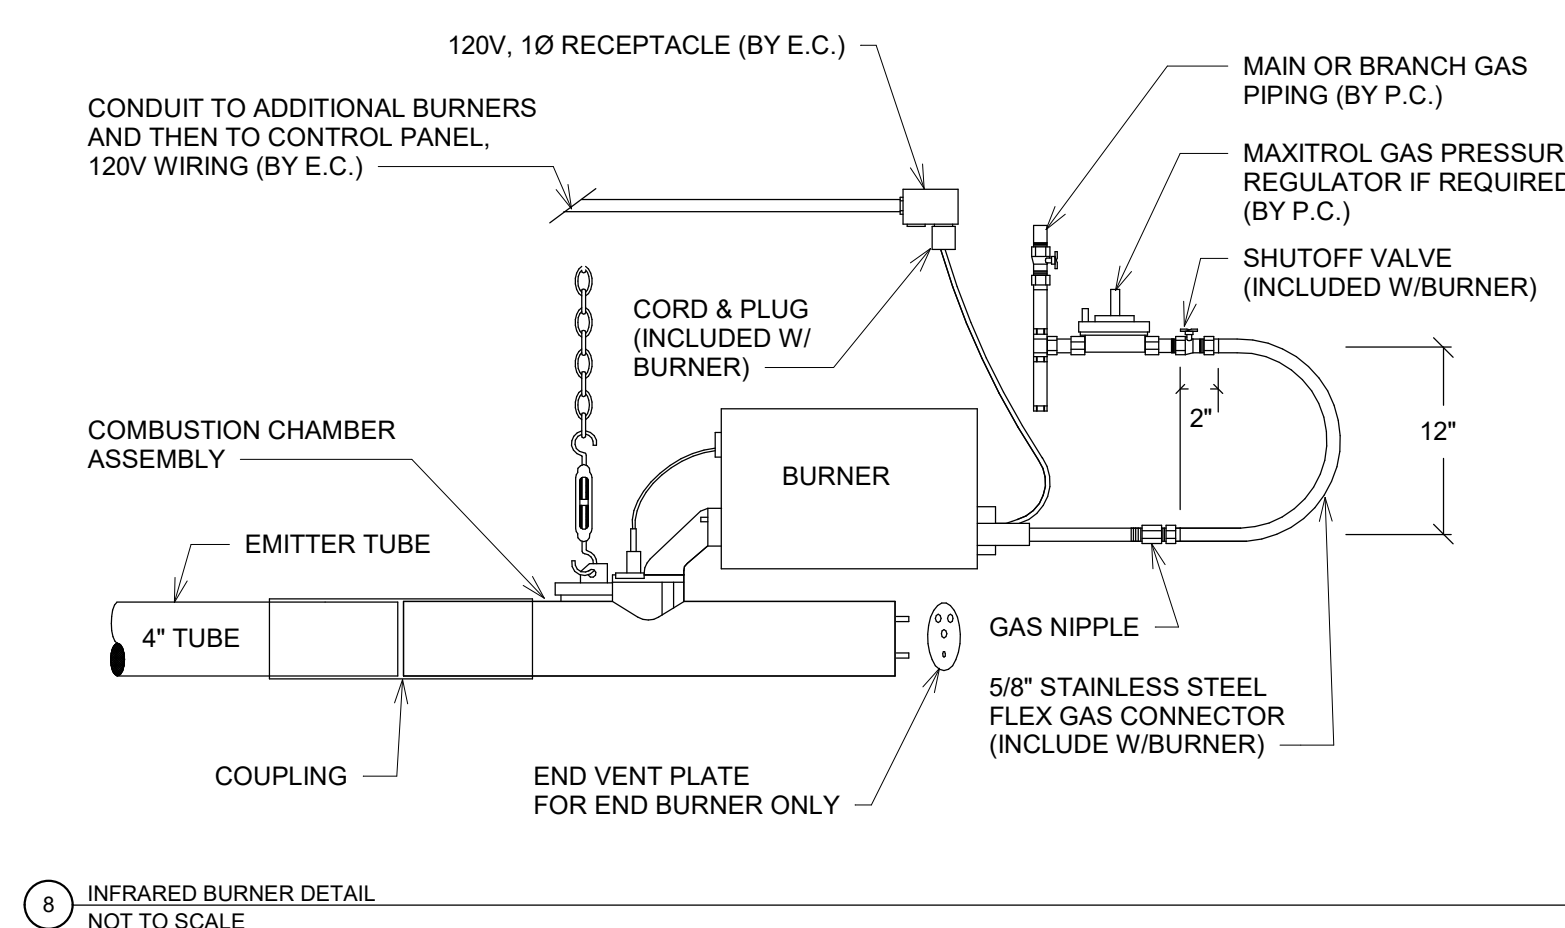 120V, 1Ø RECEPTACLE (BY E.C.)
CONDUIT TO ADDITIONAL BURNERS
AND THEN TO CONTROL PANEL,
120V WIRING (BY E.C.)
MAIN OR BRANCH GAS
PIPING (BY P.C.)
MAXITROL GAS PRESSUR
REGULATOR IF REQUIRED
(BY P.C.)
SHUTOFF VALVE
(INCLUDED W/BURNER)
CORD & PLUG
(INCLUDED W/
BURNER)
2"
12"
COMBUSTION CHAMBER
ASSEMBLY
BURNER
EMITTER TUBE
4" TUBE
GAS NIPPLE
5/8" STAINLESS STEEL
FLEX GAS CONNECTOR
(INCLUDE W/BURNER)
COUPLING
END VENT PLATE
FOR END BURNER ONLY
8
INFRARED BURNER DETAIL
NOT TO SCALE